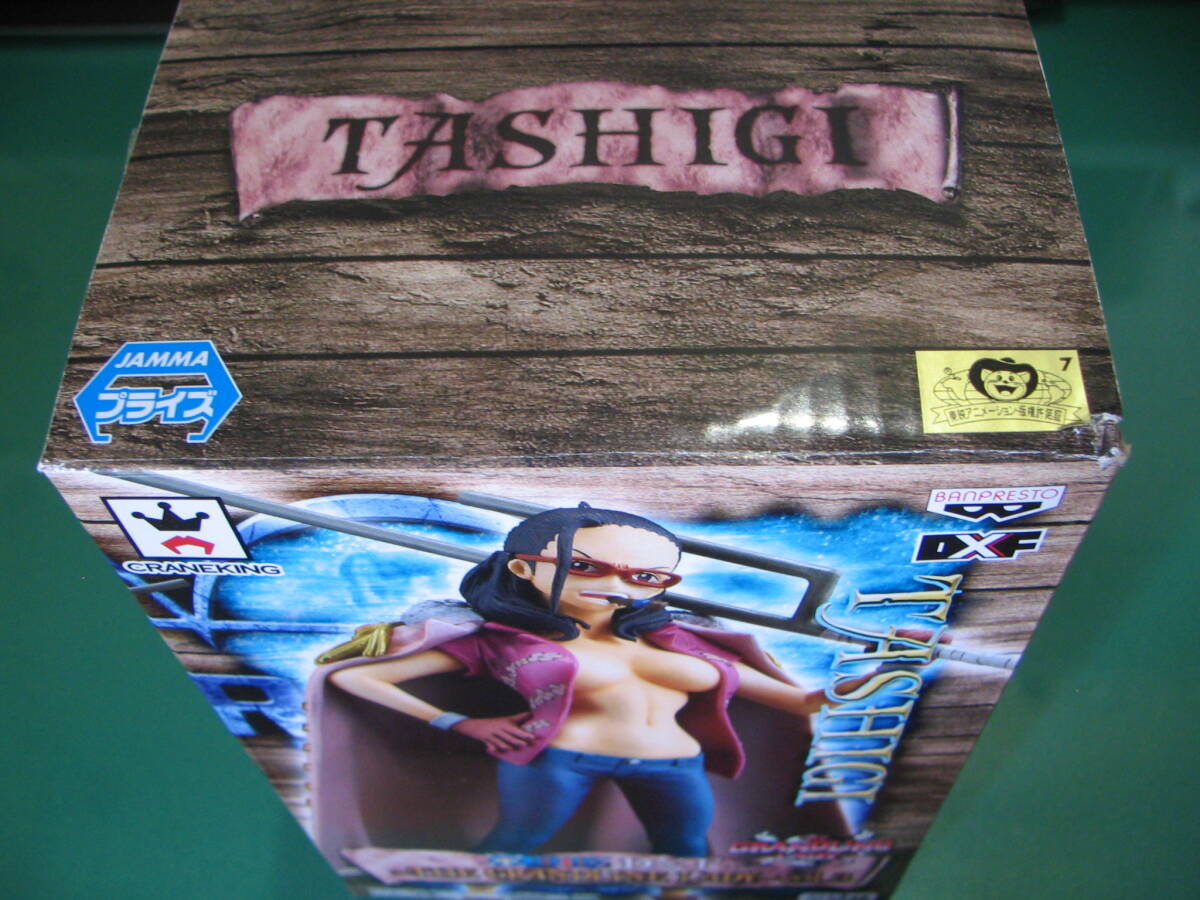 TASHIGI
JAMMA
プライズ
7
東映アニメーション・版権許諾証
CRANEKING
BANPRESTO
DXF
TASHIGI